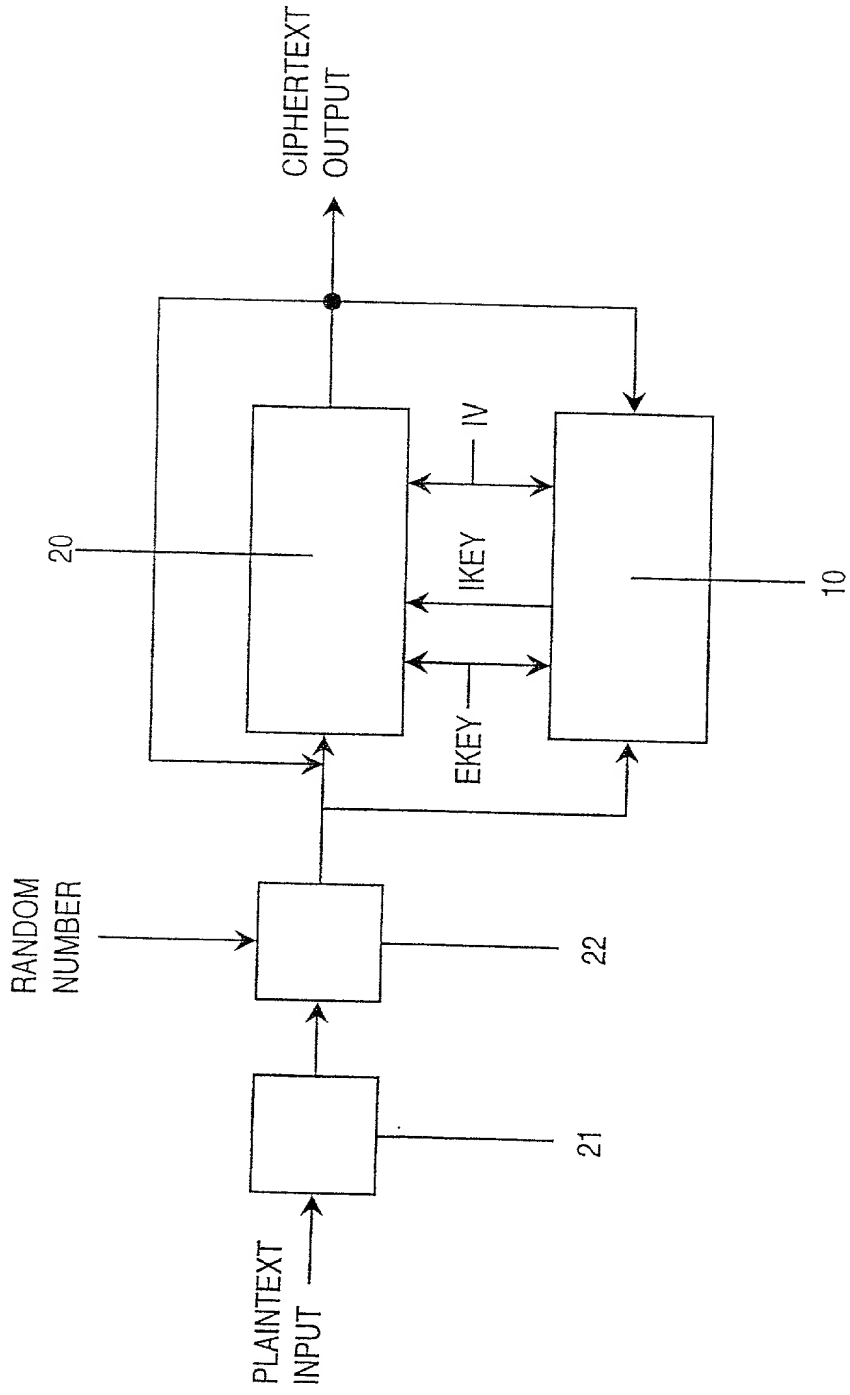 RANDOM
NUMBER
PLAINTEXT
INPUT
21
22
20
EKEY
IKEY
IV
10
CIPHERTEXT
OUTPUT